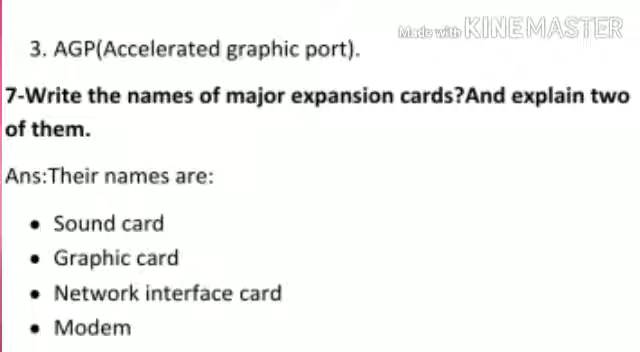 Made with KINEMASTER
3. AGP(Accelerated graphic port).
7-Write the names of major expansion cards?And explain two
of them.
Ans:Their names are:
• Sound card
• Graphic card
• Network interface card
• Modem